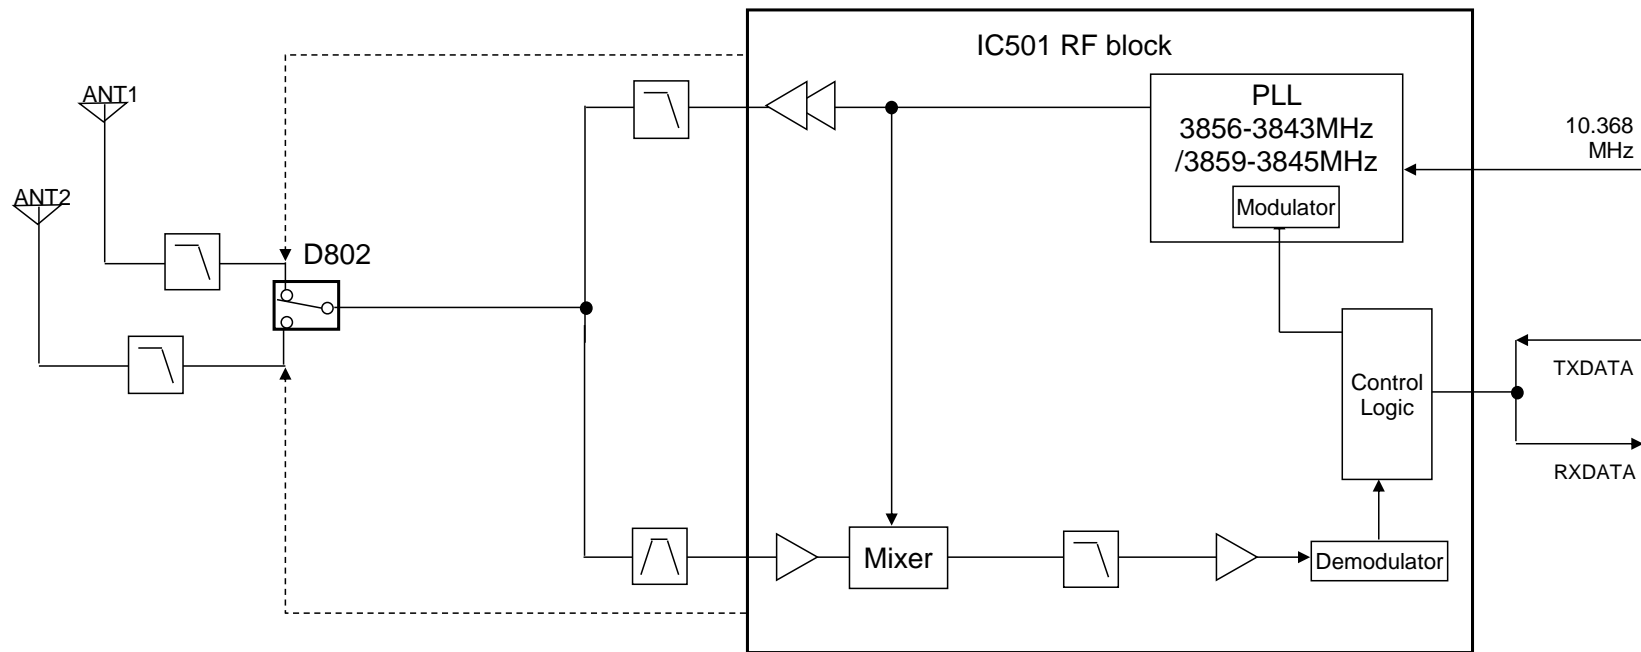 IC501 RF block
ANT1
PLL
3856-3843MHz
/3859-3845MHz
10.368
MHz
ANT2
Modulator
D802
Control
Logic
TXDATA
RXDATA
Mixer
Demodulator